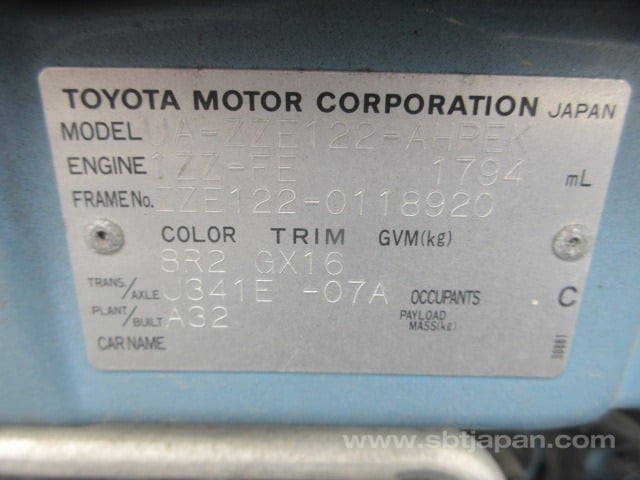 TOYOTA MOTOR CORPORATION JAPAN
MODEL UA-ZZE122-AHPEK
ENGINE 1ZZ-FE 1794 mL
FRAME No. ZZE122-0118920
COLOR TRIM GVM(kg)
8R2 GX16
TRANS./AXLE U341E -07A OCCUPANTS C
PLANT/BUILT A32 PAYLOAD MASS(kg)
CAR NAME
30881
www.sbtjapan.com